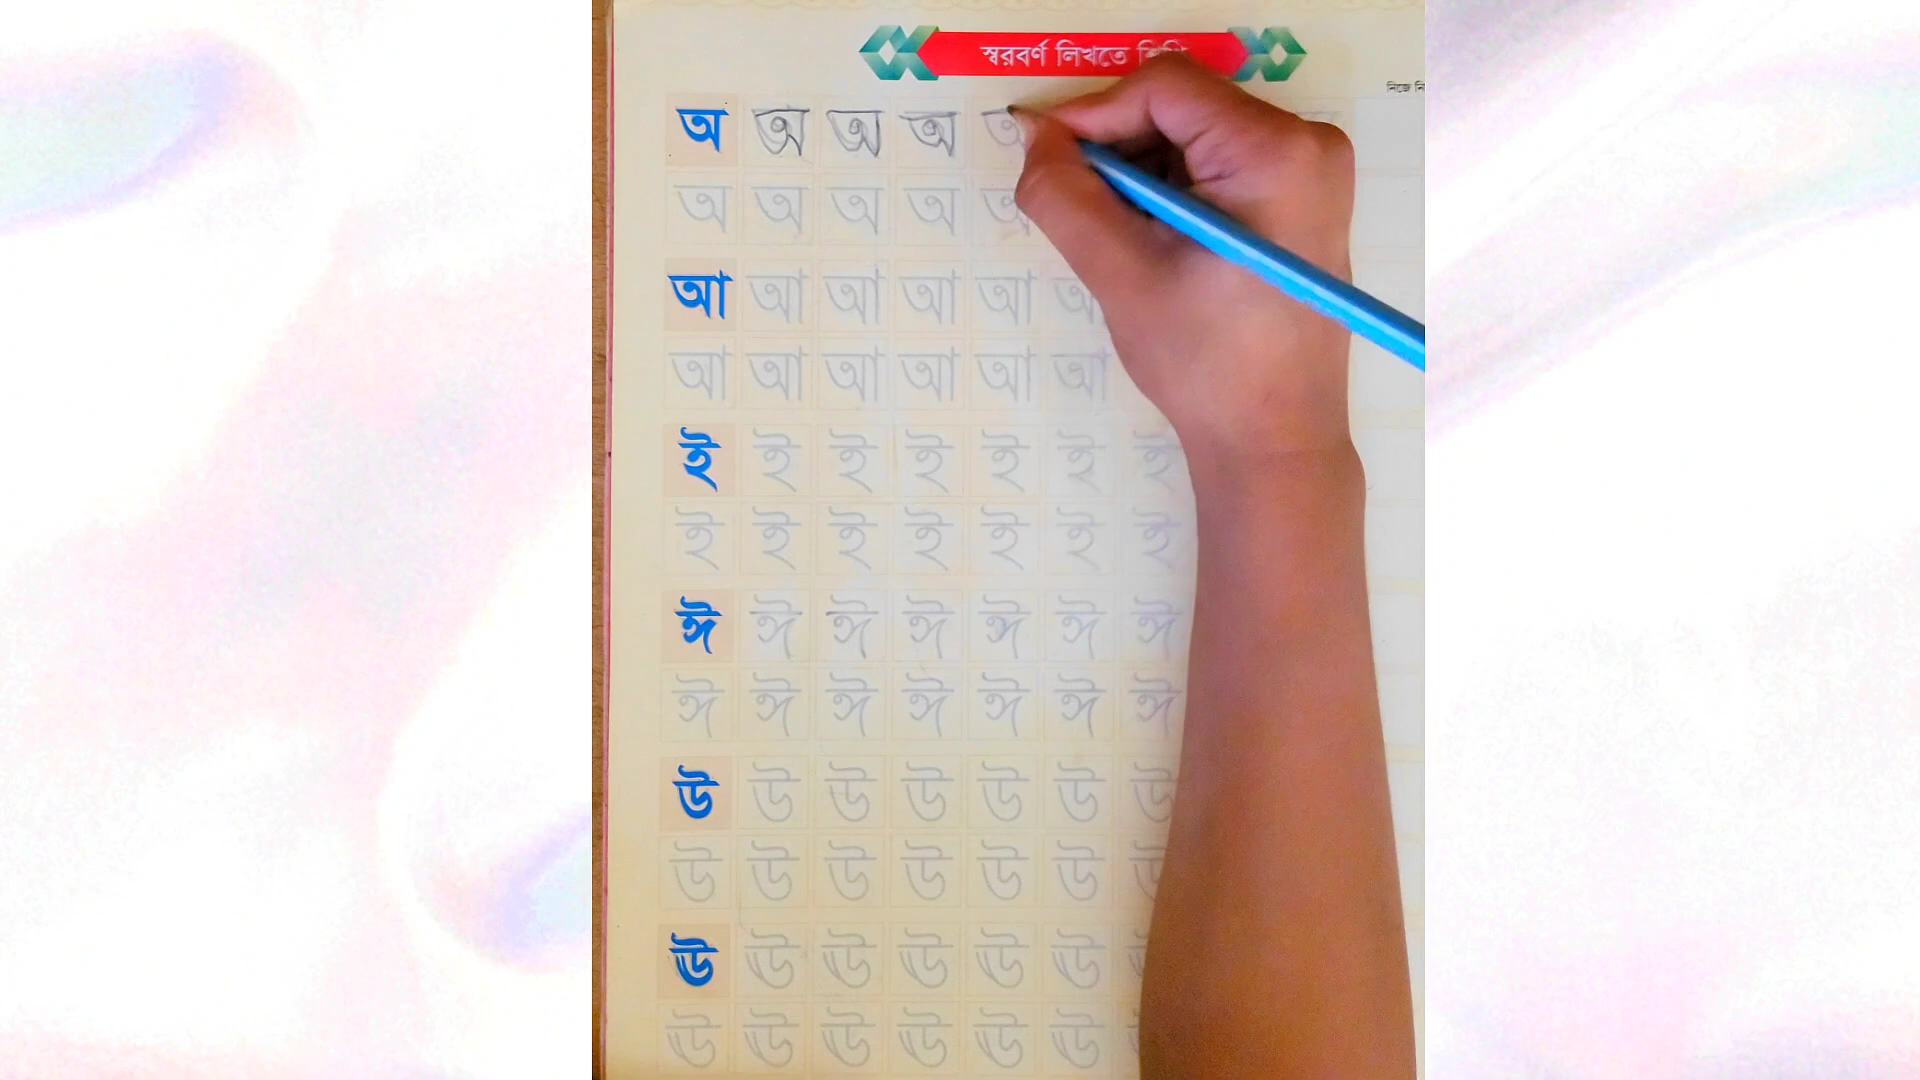 স্বরবর্ণ লিখতে
নিজে
অ অ অ অ অ
অ অ অ অ অ
আ আ আ আ আ আ
আ আ আ আ আ আ
ই ই ই ই ই ই ই
ই ই ই ই ই ই ই
ঈ ঈ ঈ ঈ ঈ ঈ ঈ
ঈ ঈ ঈ ঈ ঈ ঈ ঈ
উ উ উ উ উ উ উ
উ উ উ উ উ উ উ
ঊ ঊ ঊ ঊ ঊ ঊ
ঊ ঊ ঊ ঊ ঊ ঊ